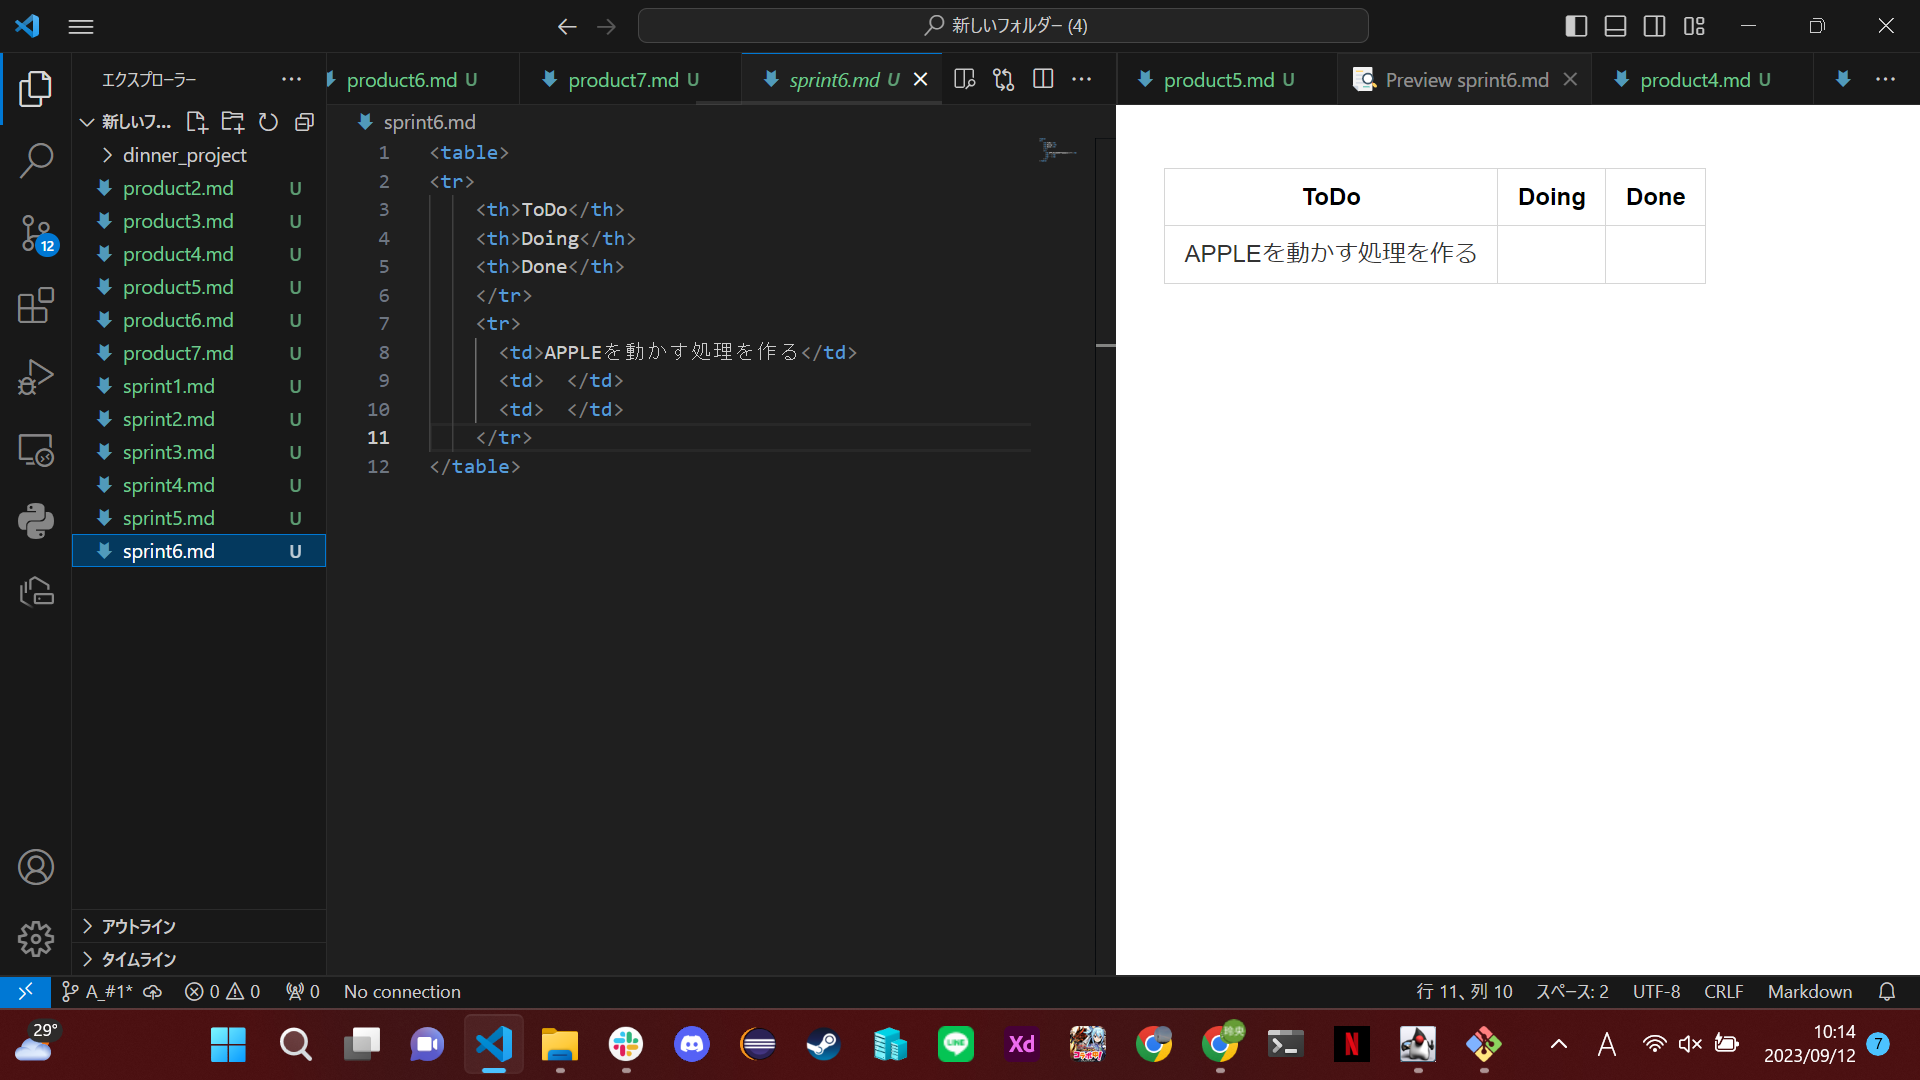 新しいフォルダー (4)
エクスプローラー
product6.md U
product7.md U
sprint6.md U
product5.md U
Preview sprint6.md
product4.md U
新しいフ...
dinner_project
product2.md U
product3.md U
product4.md U
product5.md U
product6.md U
product7.md U
sprint1.md U
sprint2.md U
sprint3.md U
sprint4.md U
sprint5.md U
sprint6.md U
12
アウトライン
タイムライン
sprint6.md
1 <table>
2 <tr>
3 <th>ToDo</th>
4 <th>Doing</th>
5 <th>Done</th>
6 </tr>
7 <tr>
8 <td>APPLEを動かす処理を作る</td>
9 <td> </td>
10 <td> </td>
11 </tr>
12 </table>
ToDo Doing Done
APPLEを動かす処理を作る
A_#1* 0 0 0 No connection
行 11、列 10 スペース: 2 UTF-8 CRLF Markdown
29°
LINE
Xd
コラボ中!
玲央
N
A
10:14
2023/09/12
7